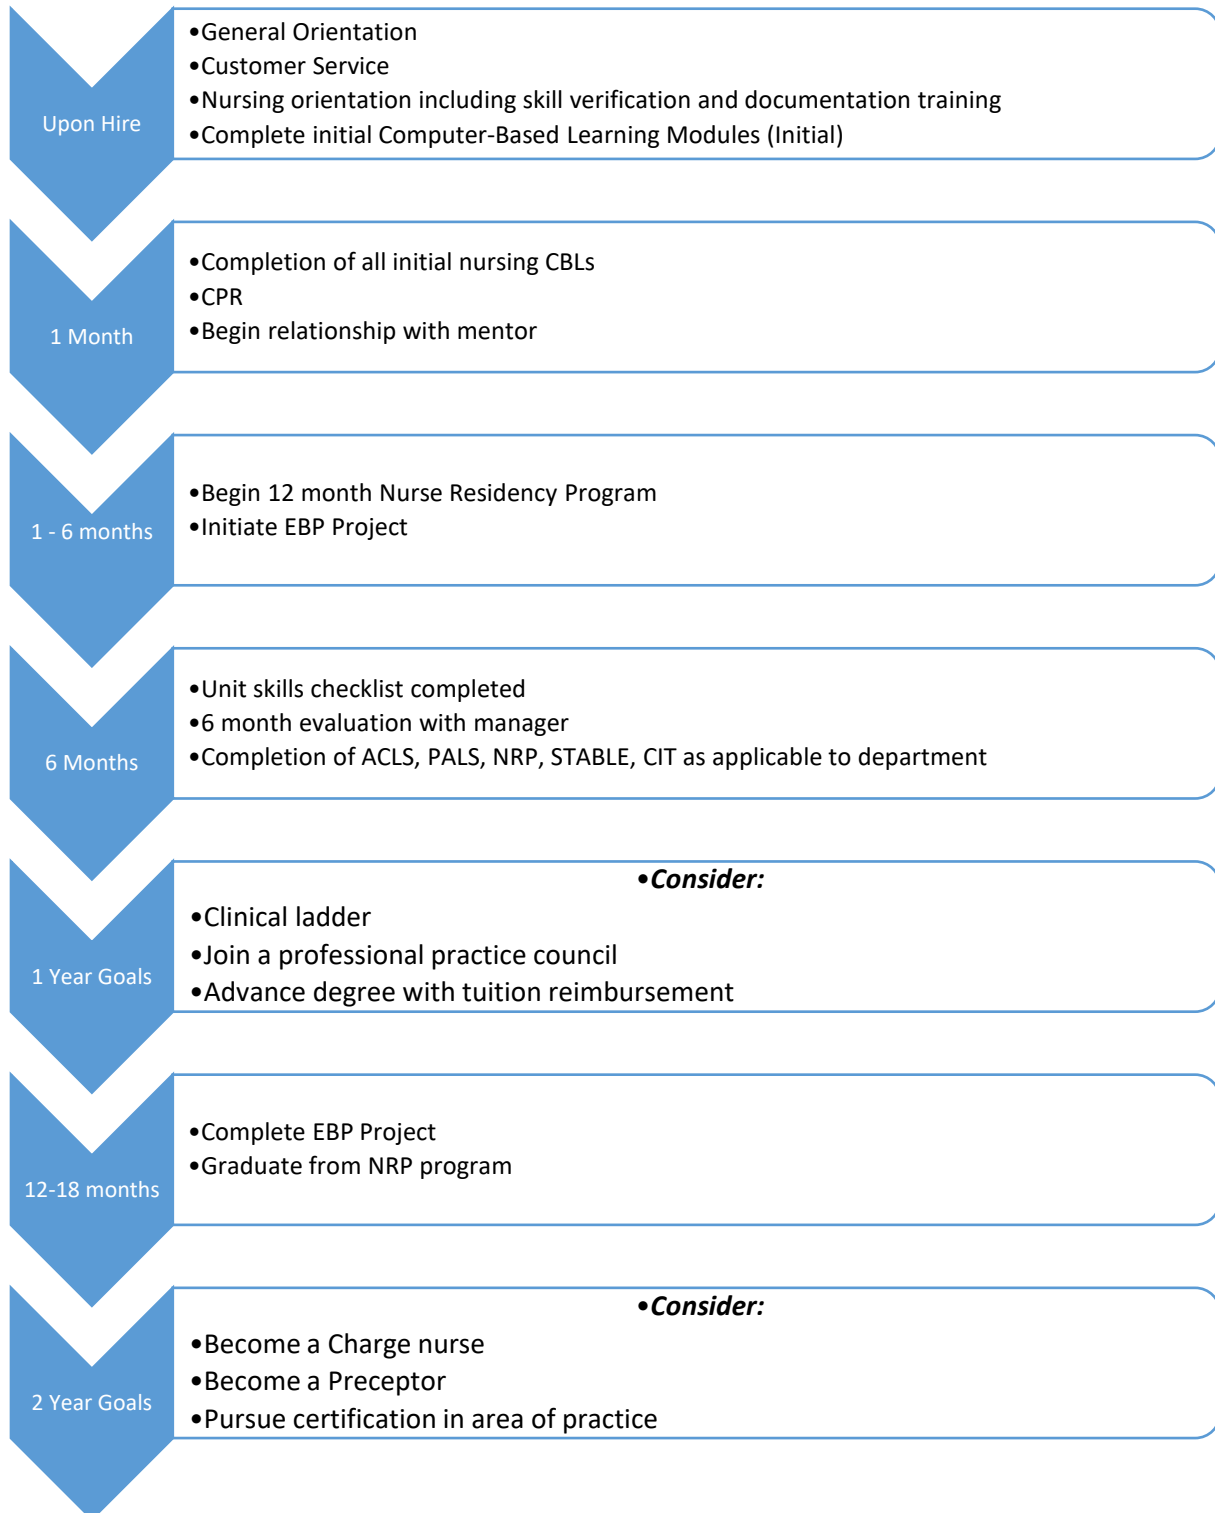 Upon Hire
•General Orientation
•Customer Service
•Nursing orientation including skill verification and documentation training
•Complete initial Computer-Based Learning Modules (Initial)
1 Month
•Completion of all initial nursing CBLs
•CPR
•Begin relationship with mentor
1 - 6 months
•Begin 12 month Nurse Residency Program
•Initiate EBP Project
6 Months
•Unit skills checklist completed
•6 month evaluation with manager
•Completion of ACLS, PALS, NRP, STABLE, CIT as applicable to department
1 Year Goals
•Consider:
•Clinical ladder
•Join a professional practice council
•Advance degree with tuition reimbursement
12-18 months
•Complete EBP Project
•Graduate from NRP program
2 Year Goals
•Consider:
•Become a Charge nurse
•Become a Preceptor
•Pursue certification in area of practice